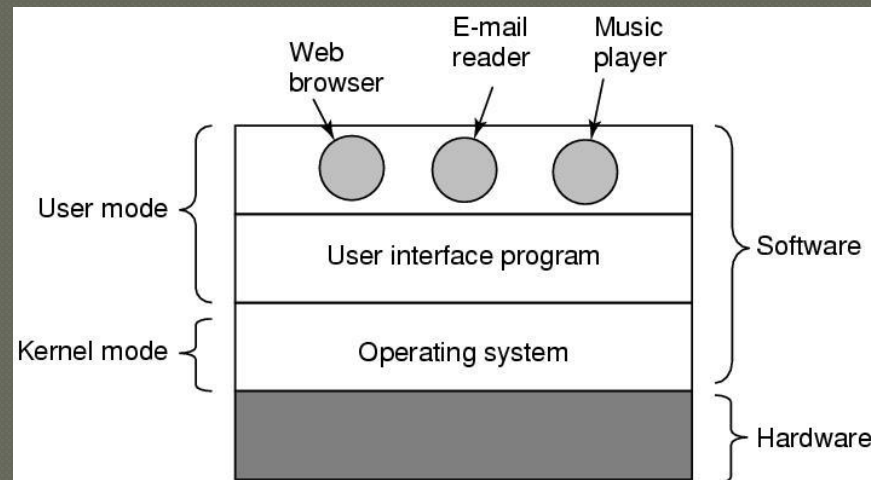 Web
browser
E-mail
reader
Music
player
User mode
User interface program
Software
Kernel mode
Operating system
Hardware